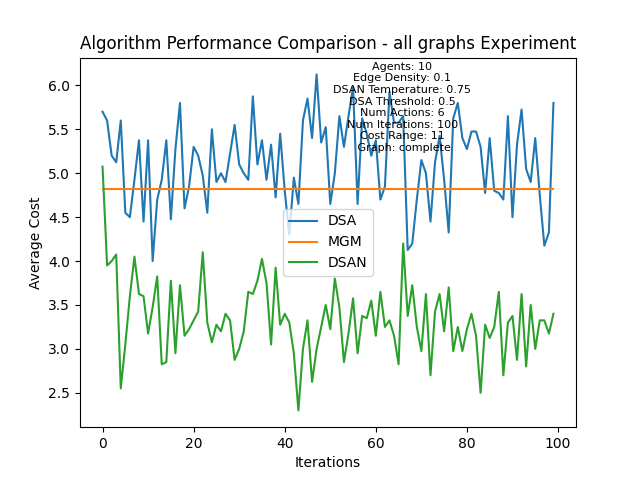 Algorithm Performance Comparison - all graphs Experiment
Agents: 10
Edge Density: 0.1
DSAN Temperature: 0.75
DSA Threshold: 0.5
Num Actions: 6
Num Iterations: 100
Cost Range: 11
Graph: complete
6.0
5.5
5.0
4.5
4.0
3.5
3.0
2.5
Average Cost
DSA
MGM
DSAN
0 20 40 60 80 100
Iterations